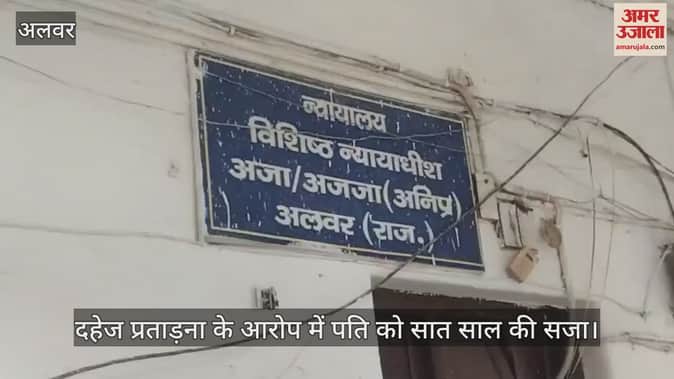 अलवर
अमर
उजाला
amarujala.com
न्यायालय
विशिष्ठ न्यायाधीश
अजा/अजजा(अनिप्र)
अलवर (राज.)
दहेज प्रताड़ना के आरोप में पति को सात साल की सजा।